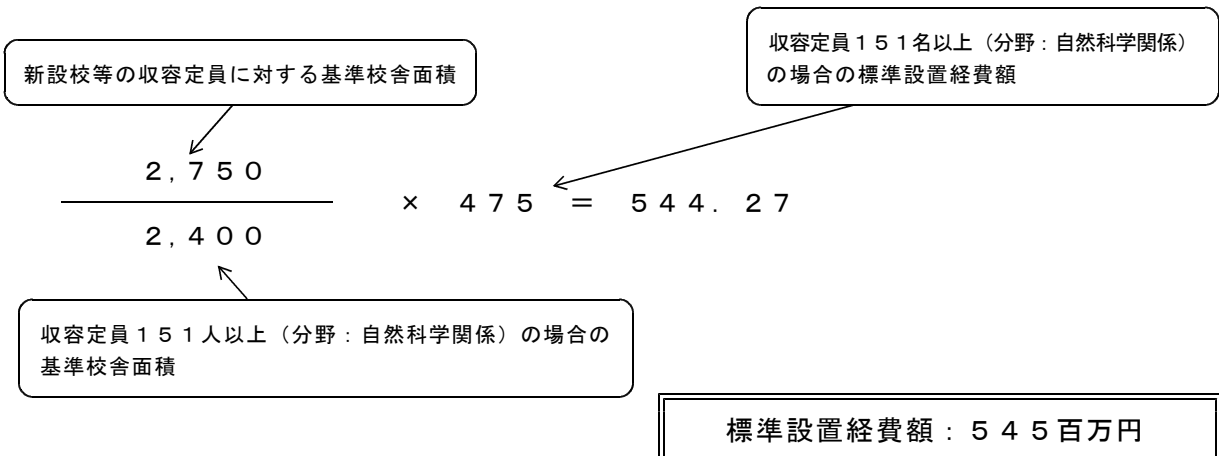 収容定員１５１名以上（分野：自然科学関係）
の場合の標準設置経費額
新設校等の収容定員に対する基準校舎面積
２,７５０
２,４００
× ４７５ ＝ ５４４.２７
収容定員１５１人以上（分野：自然科学関係）の場合の
基準校舎面積
標準設置経費額：５４５百万円